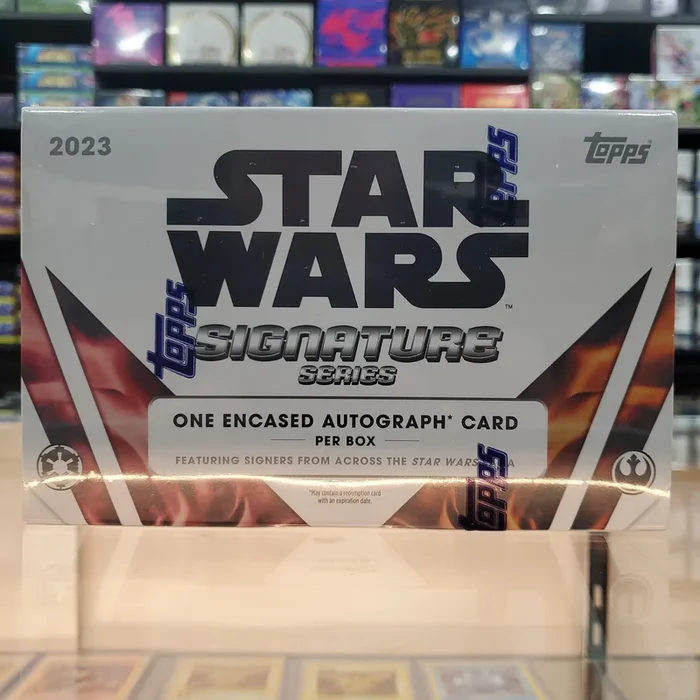 2023
topps
STAR
WARS
TM
SIGNATURE
SERIES
ONE ENCASED AUTOGRAPH* CARD
PER BOX
FEATURING SIGNERS FROM ACROSS THE STAR WARS
*May contain a redemption card
with an expiration date.
topps
topps
topps